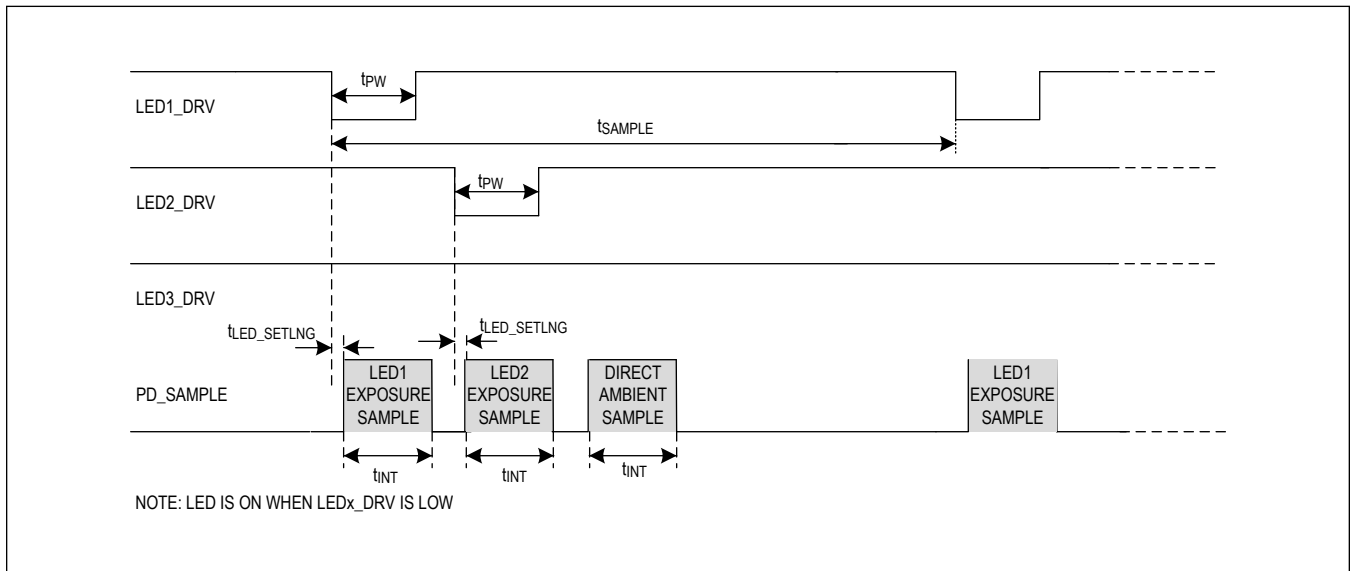 tPW
LED1_DRV
tSAMPLE
tPW
LED2_DRV
LED3_DRV
tLED_SETLNG
tLED_SETLNG
PD_SAMPLE
LED1
EXPOSURE
SAMPLE
LED2
EXPOSURE
SAMPLE
DIRECT
AMBIENT
SAMPLE
LED1
EXPOSURE
SAMPLE
tINT
tINT
tINT
NOTE: LED IS ON WHEN LEDx_DRV IS LOW